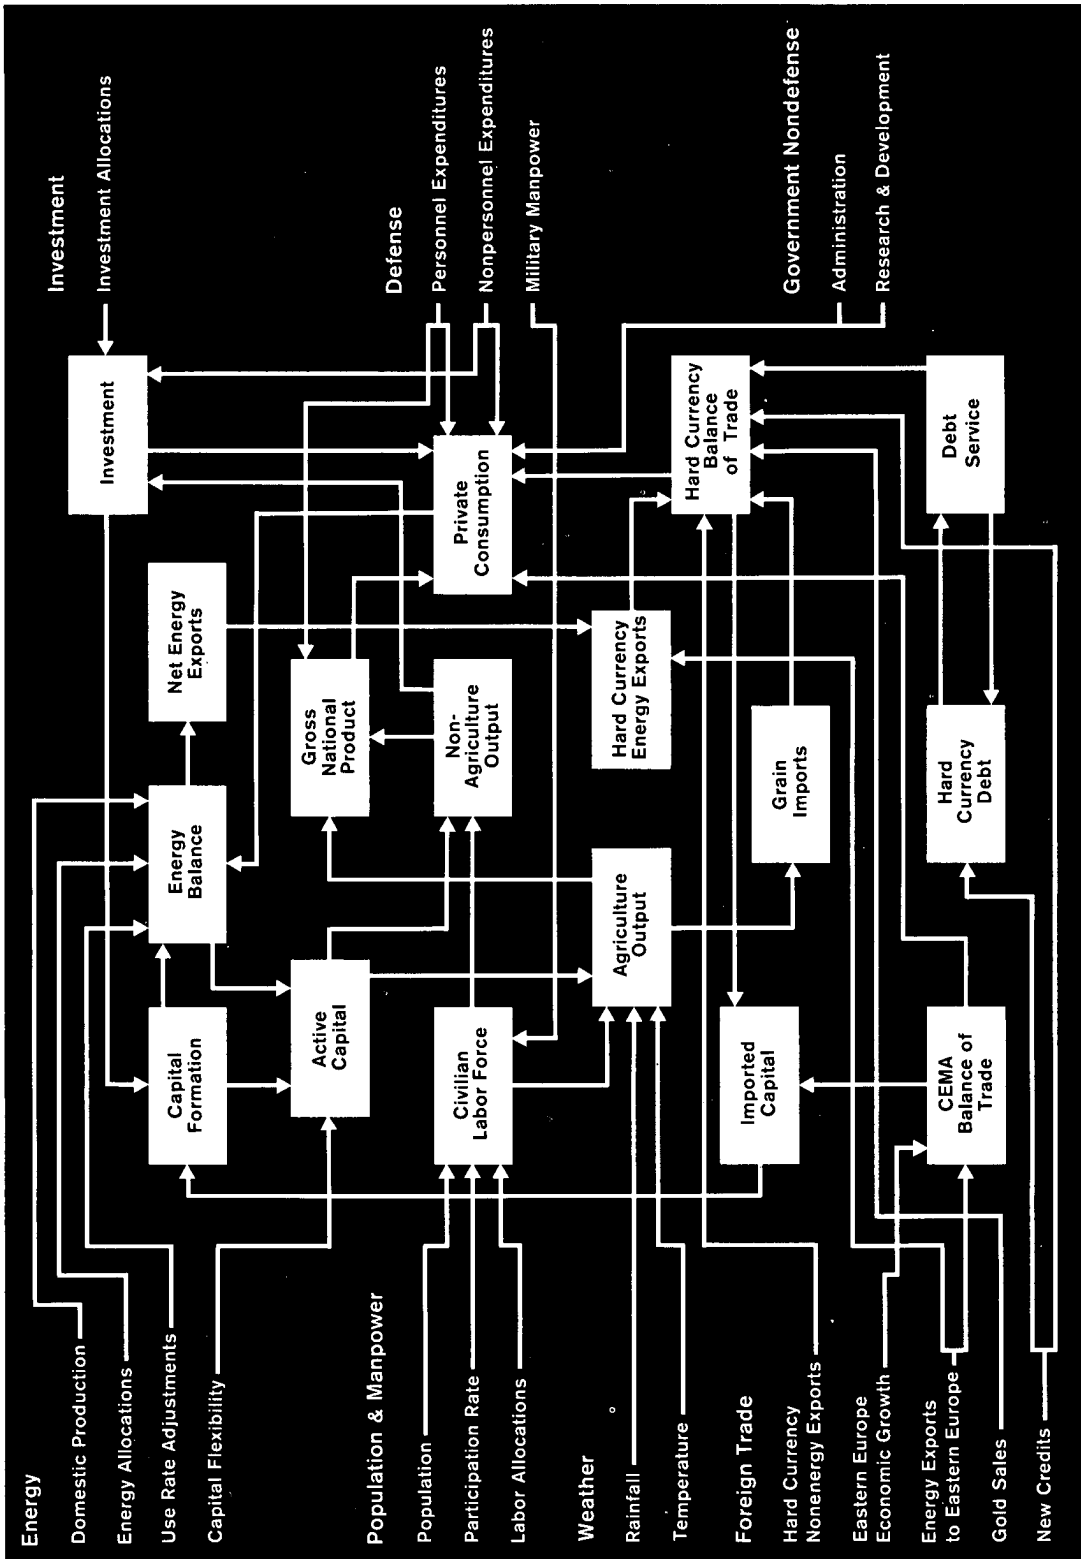 Energy
Domestic Production
Energy Allocations
Use Rate Adjustments
Capital Flexibility
Population & Manpower
Population
Participation Rate
Labor Allocations
Weather
Rainfall
Temperature
Foreign Trade
Hard Currency
Nonenergy Exports
Eastern Europe
Economic Growth
Energy Exports
to Eastern Europe
Gold Sales
New Credits
Capital
Formation
Energy
Balance
Net Energy
Exports
Investment
Active
Capital
Gross
National
Product
Civilian
Labor Force
Non-
Agriculture
Output
Private
Consumption
Agriculture
Output
Hard Currency
Energy Exports
Imported
Capital
Grain
Imports
Hard Currency
Balance
of Trade
CEMA
Balance of
Trade
Hard
Currency
Debt
Debt
Service
Investment
Investment Allocations
Defense
Personnel Expenditures
Nonpersonnel Expenditures
Military Manpower
Government Nondefense
Administration
Research & Development